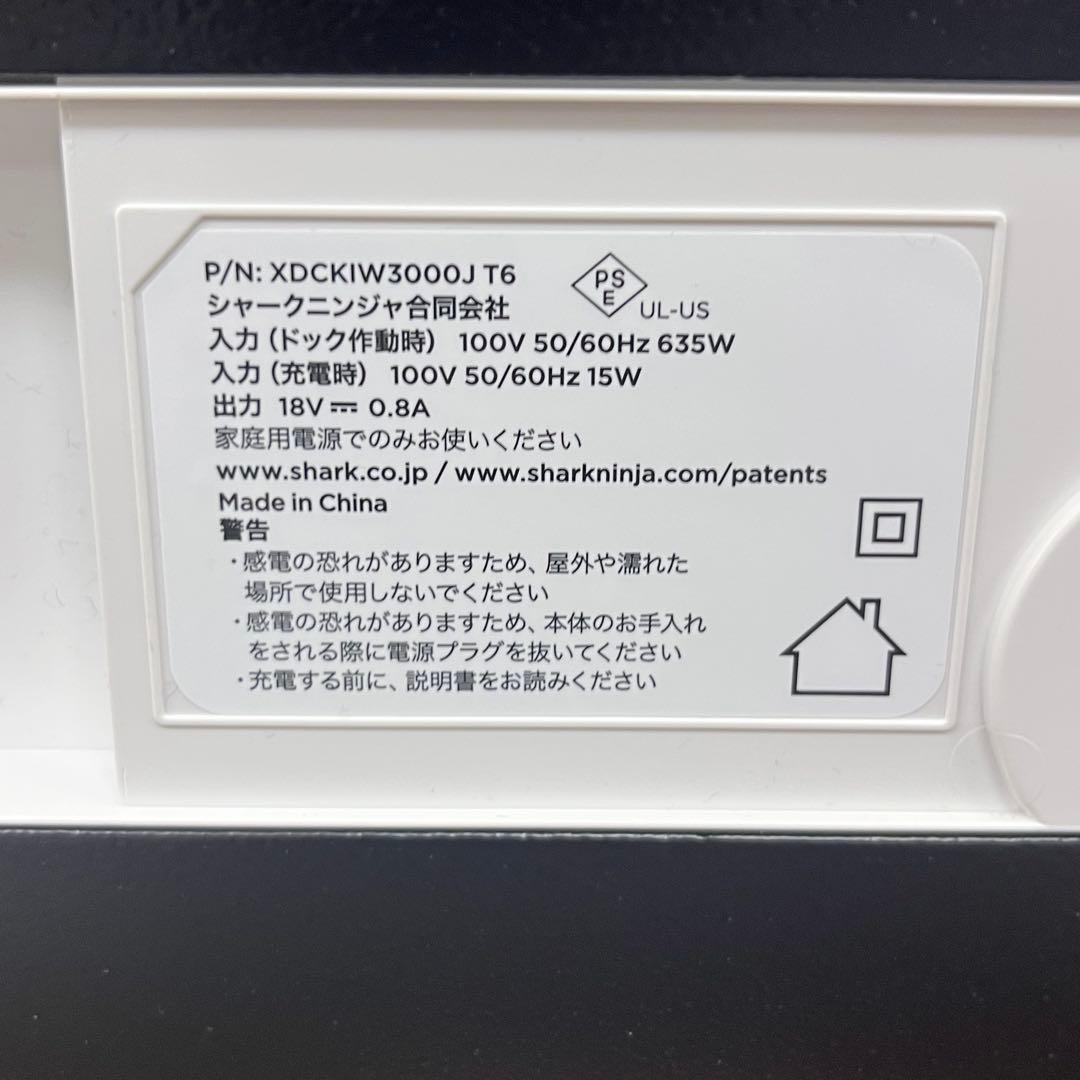 P/N: XDCKIW3000J T6
PS
E
UL-US
シャークニンジャ合同会社
入力（ドック作動時） 100V 50/60Hz 635W
入力（充電時） 100V 50/60Hz 15W
出力 18V⎓ 0.8A
家庭用電源でのみお使いください
www.shark.co.jp / www.sharkninja.com/patents
Made in China
警告
・感電の恐れがありますため、屋外や濡れた
場所で使用しないでください
・感電の恐れがありますため、本体のお手入れ
をされる際に電源プラグを抜いてください
・充電する前に、説明書をお読みください